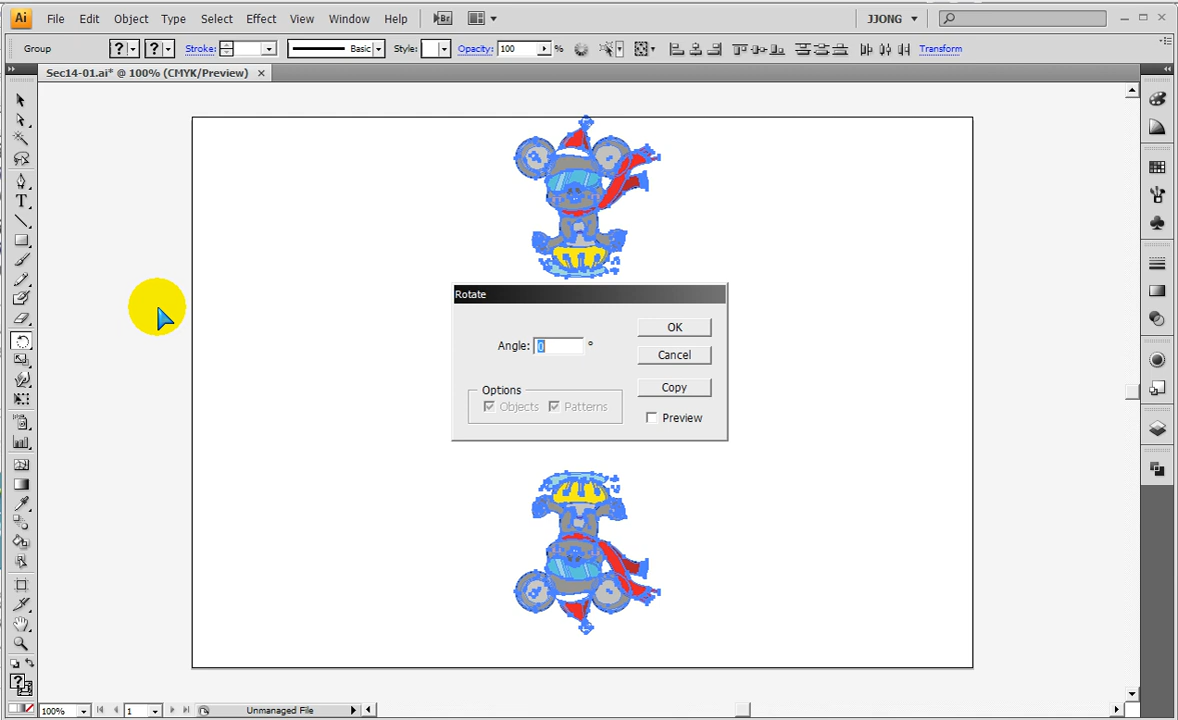 Ai File Edit Object Type Select Effect View Window Help Br JJONG
Group ? ? Stroke: Basic Style: Opacity: 100 % Transform
Sec14-01.ai* @ 100% (CMYK/Preview) ×
Rotate
Angle: 0 °
OK
Cancel
Copy
Preview
Options
Objects Patterns
T
?
100% 1 Unmanaged File